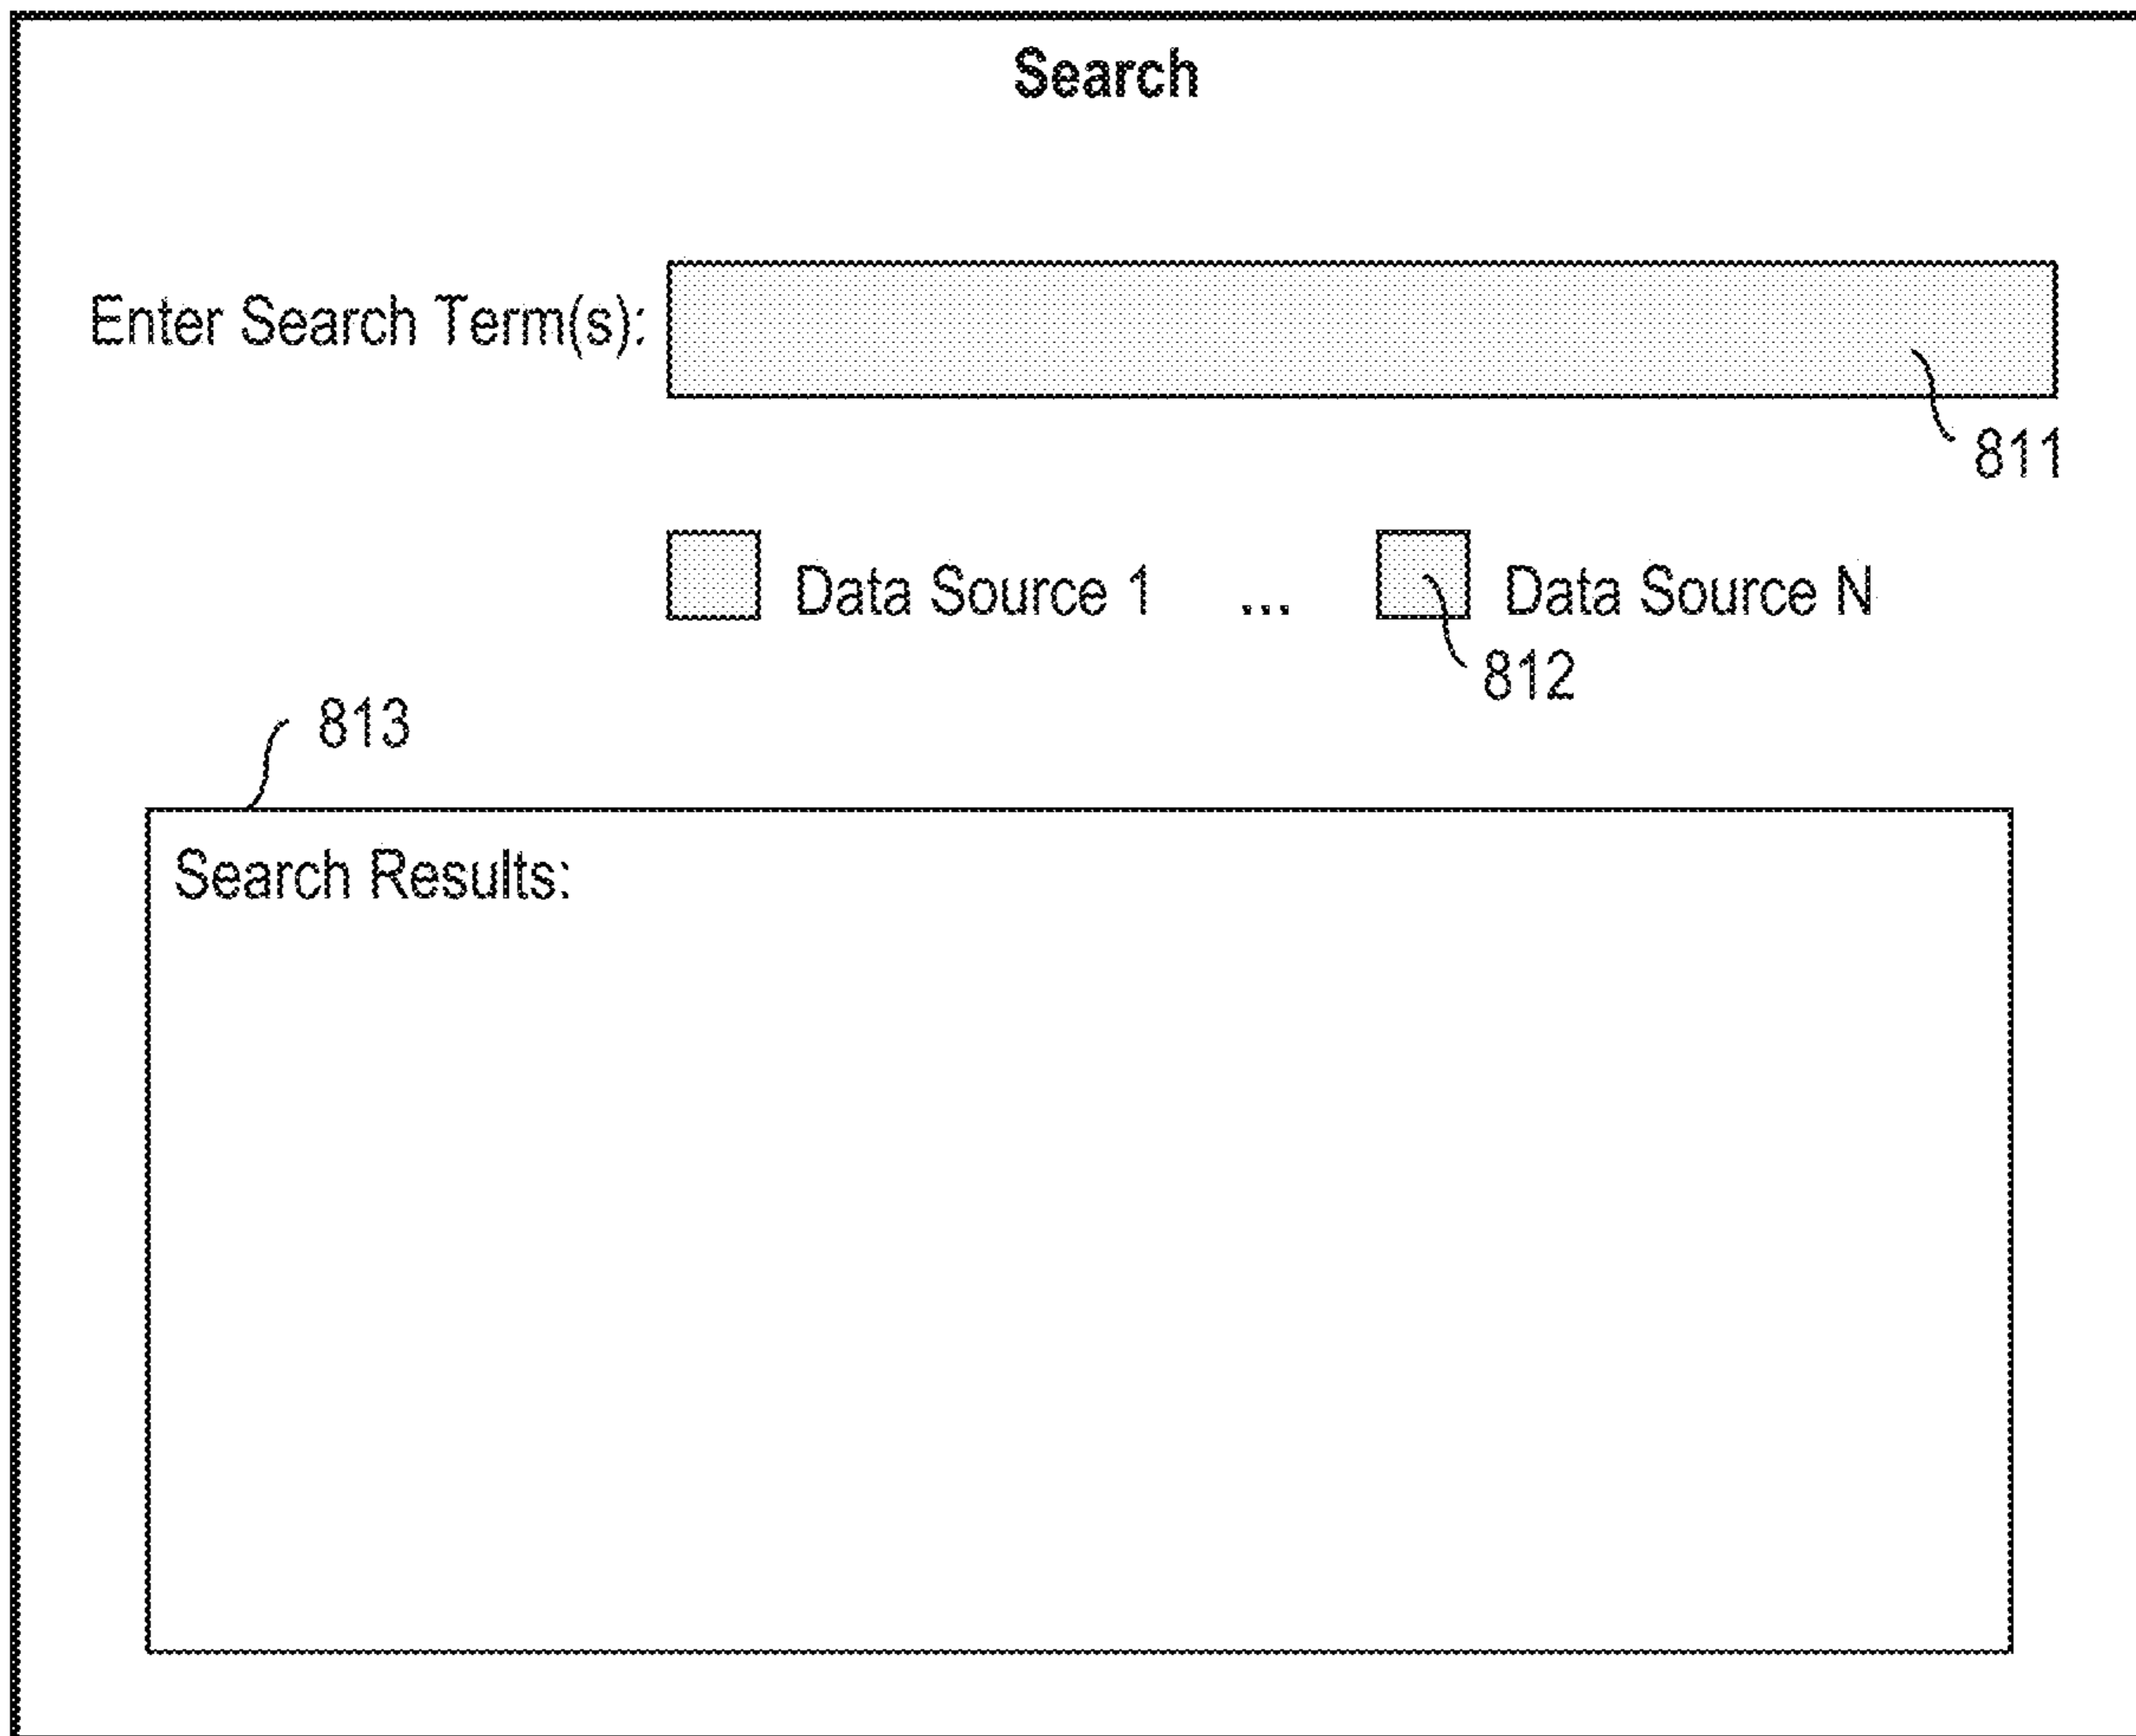 Search
Enter Search Term(s):
811
Data Source 1 ... Data Source N
812
813
Search Results: